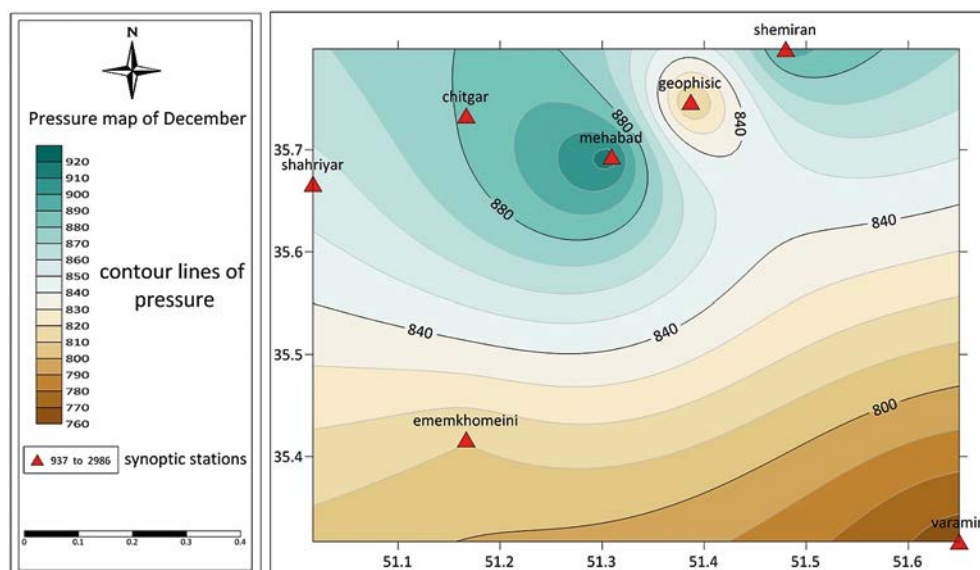 N
Pressure map of December
920
910
900
890
880
870
860
850
840
830
820
810
800
790
780
770
760
contour lines of
pressure
937 to 2986 synoptic stations
0 0.1 0.2 0.3 0.4
shemiran
geophisic
chitgar
880
840
mehabad
35.7
shahriyar
880
840
35.6
840
840
35.5
800
ememkhomeini
35.4
varamin
51.1 51.2 51.3 51.4 51.5 51.6